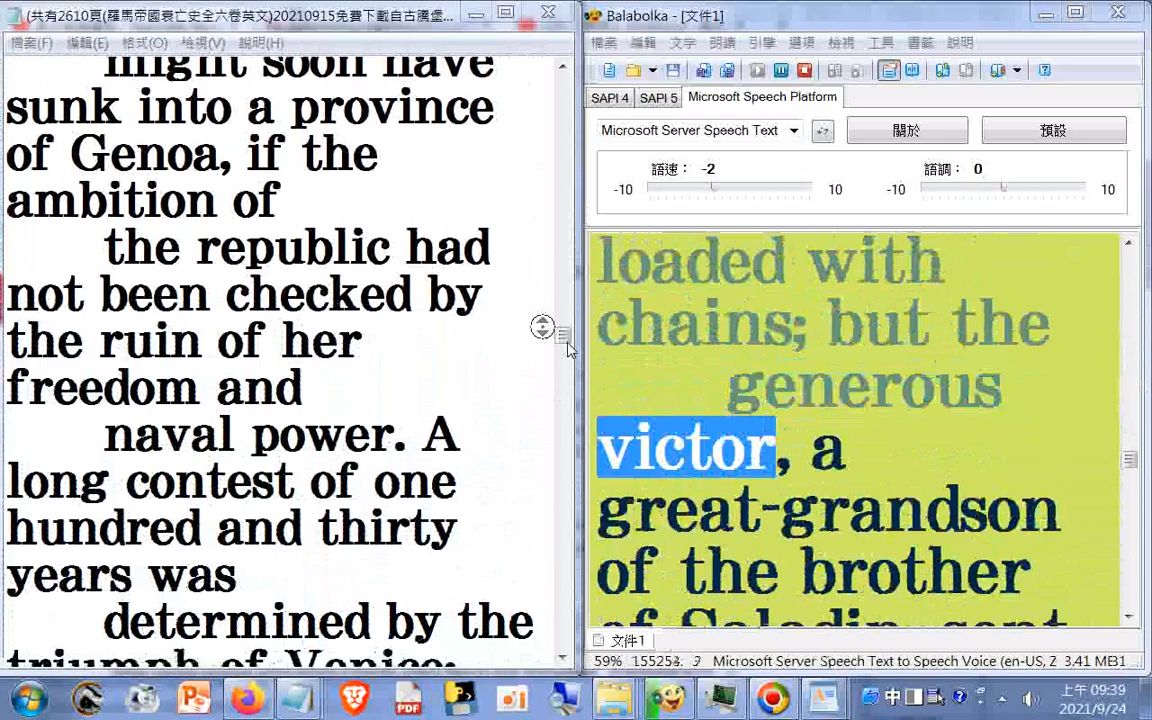 (共有2610頁(羅馬帝國衰亡史全六卷英文)20210915免費下載自古騰堡...
檔案(F) 編輯(E) 格式(O) 檢視(V) 說明(H)
might soon have
sunk into a province
of Genoa, if the
ambition of
the republic had
not been checked by
the ruin of her
freedom and
naval power. A
long contest of one
hundred and thirty
years was
determined by the
triumph of Venice;
Balabolka - [文件1]
檔案 編輯 文字 朗讀 引擎 選項 檢視 工具 書籤 說明
SAPI 4 SAPI 5 Microsoft Speech Platform
Microsoft Server Speech Text 關於 預設
語速： -2 語調： 0
-10 10 -10 10
loaded with
chains; but the
generous
victor, a
great-grandson
of the brother
of Saladin, sent
文件1
59% Microsoft Server Speech Text to Speech Voice (en-US, Z 3.41 MB
中 上午 09:39
2021/9/24